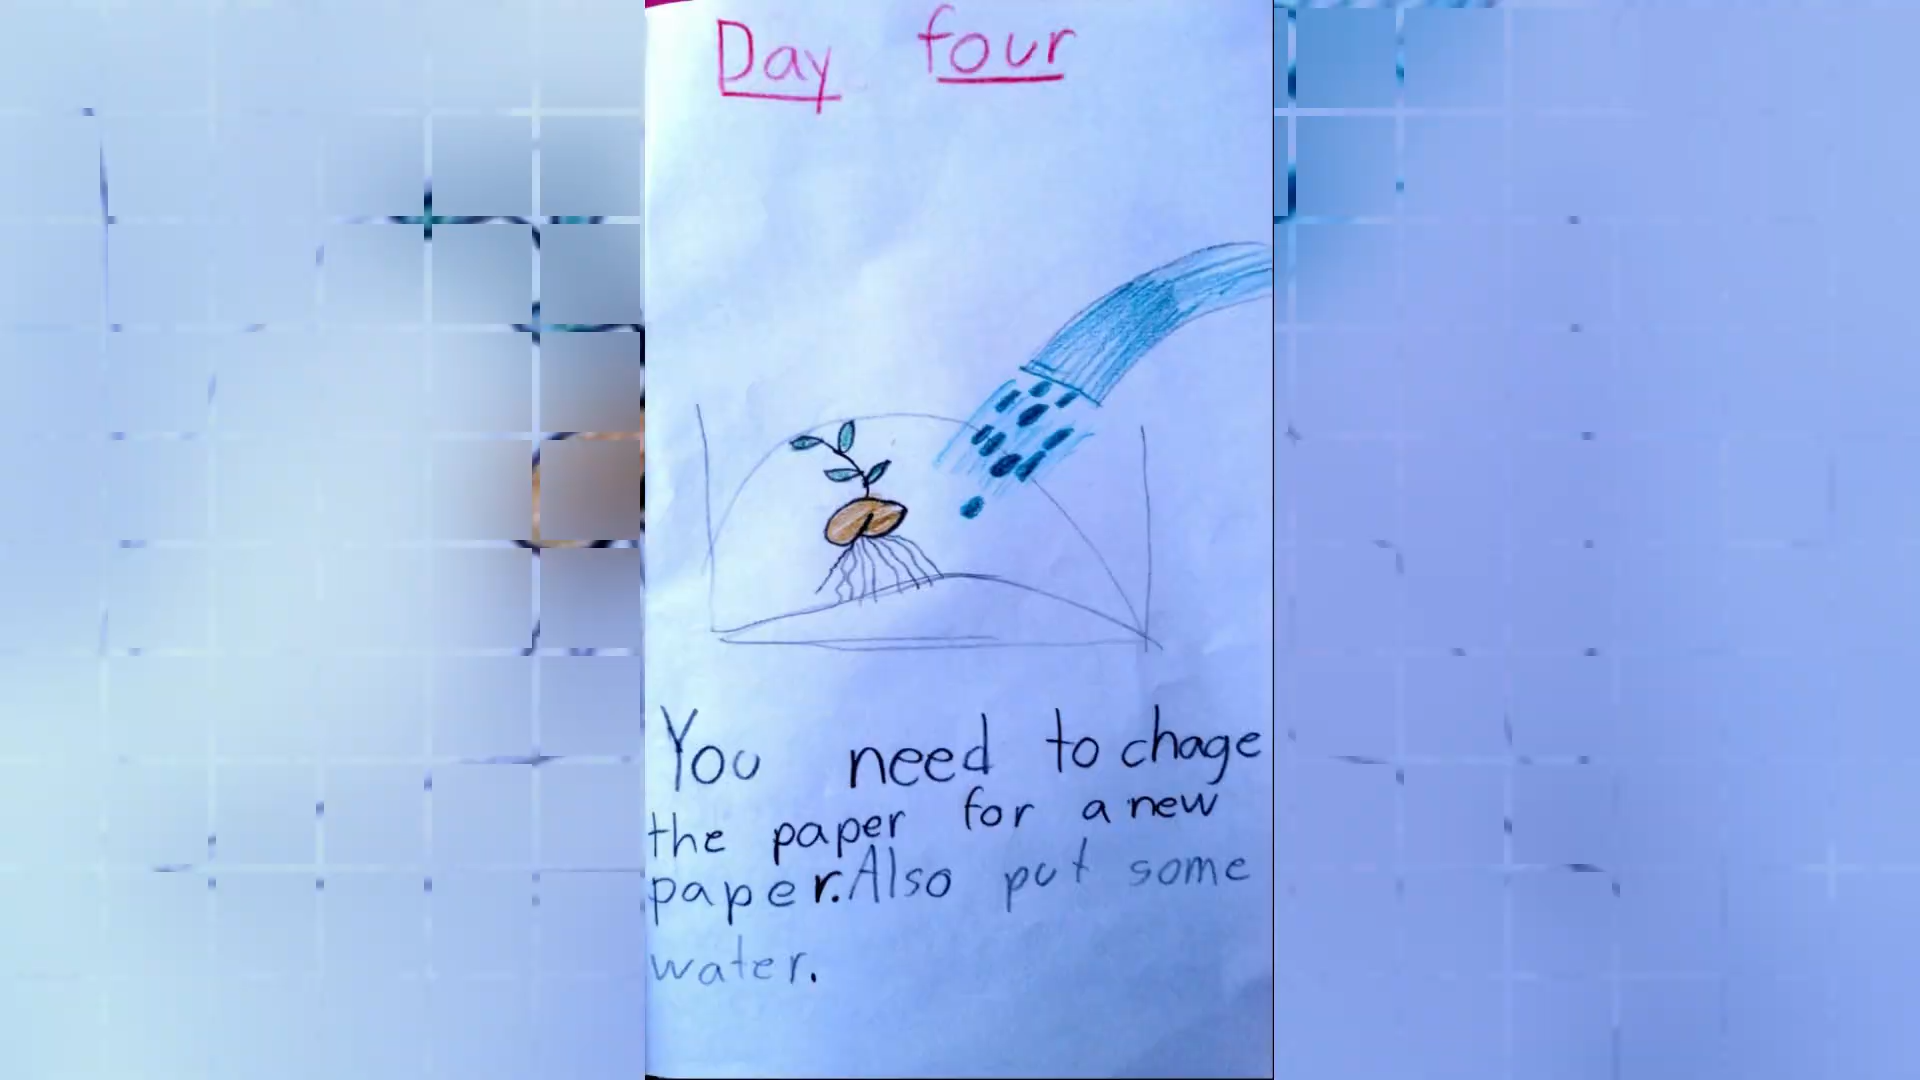 Day four
You need to chage
the paper for a new
paper. Also put some
water.